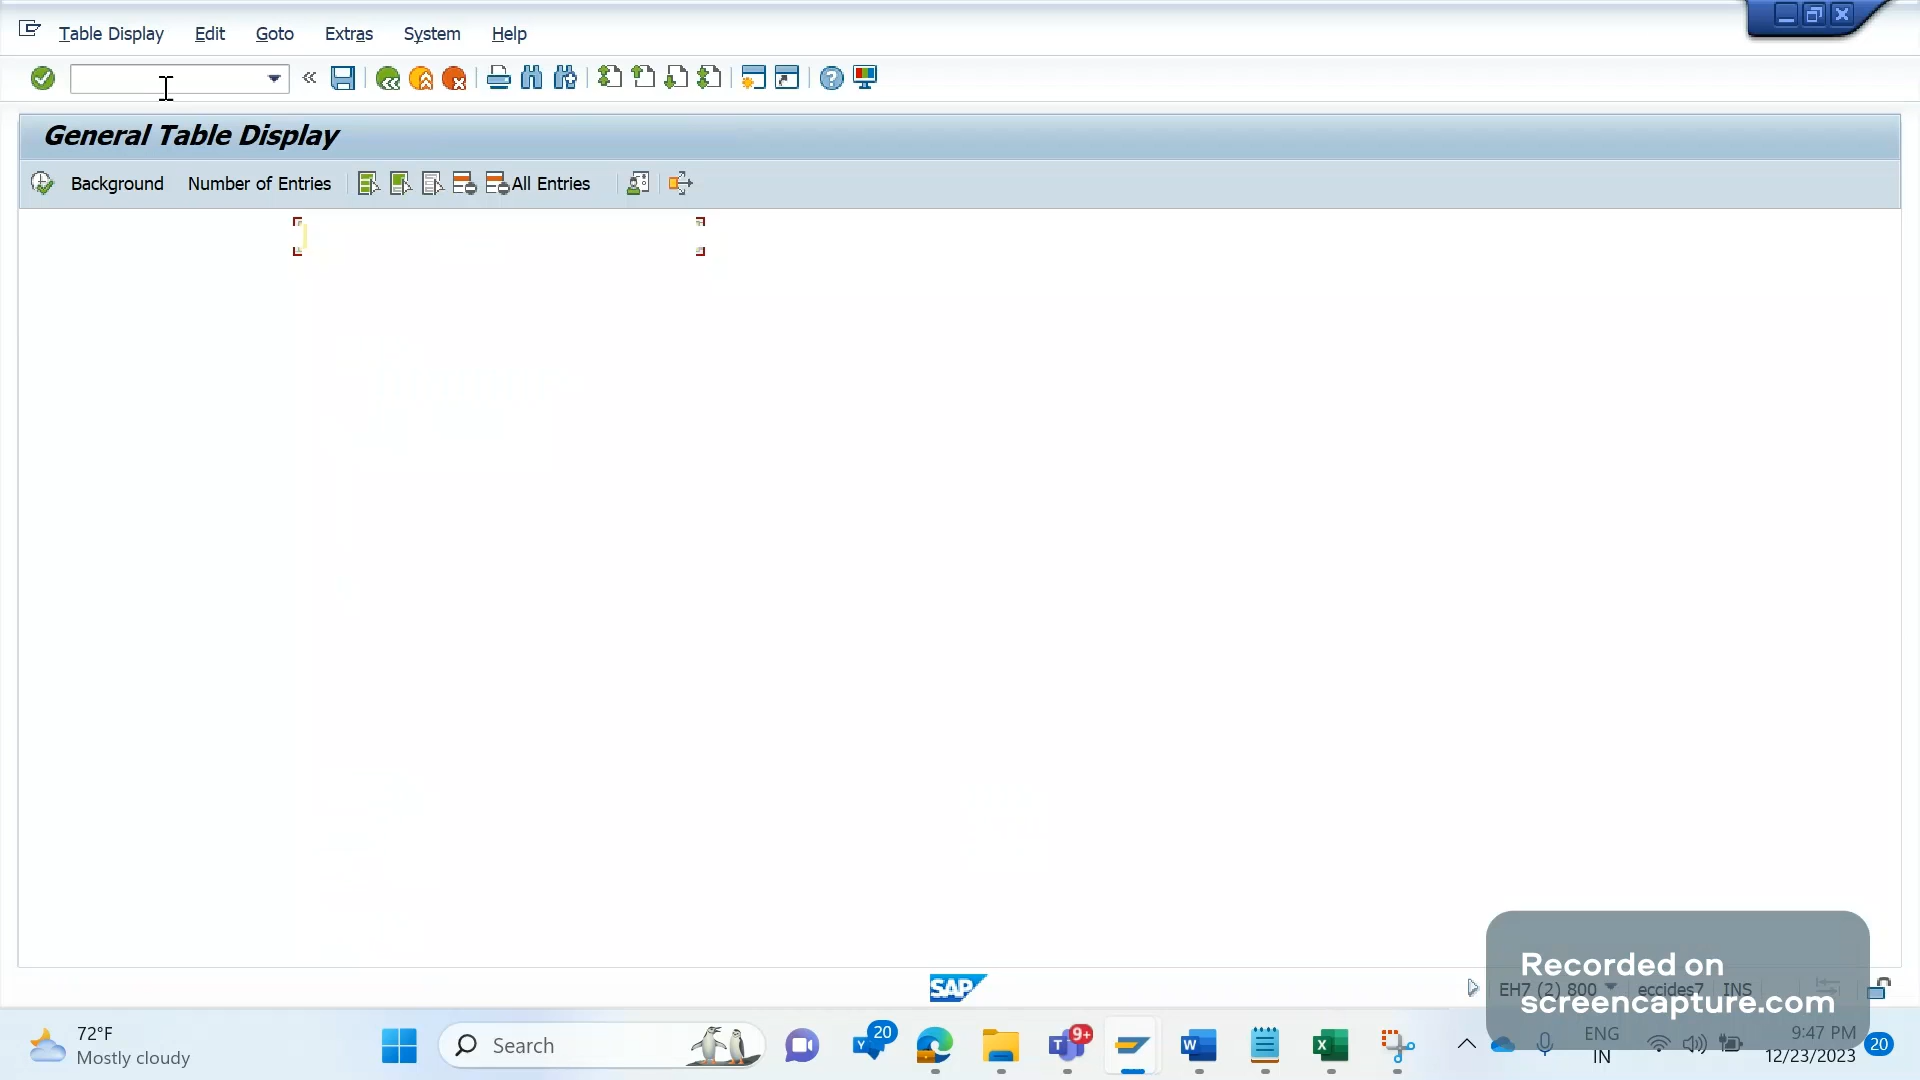 Table Display Edit Goto Extras System Help
General Table Display
Background Number of Entries All Entries
SAP
EH7 (2) 800 eccides7 INS
Recorded on
screencapture.com
72°F
Mostly cloudy
Search
20
9+
ENG
IN
9:47 PM
12/23/2023
20